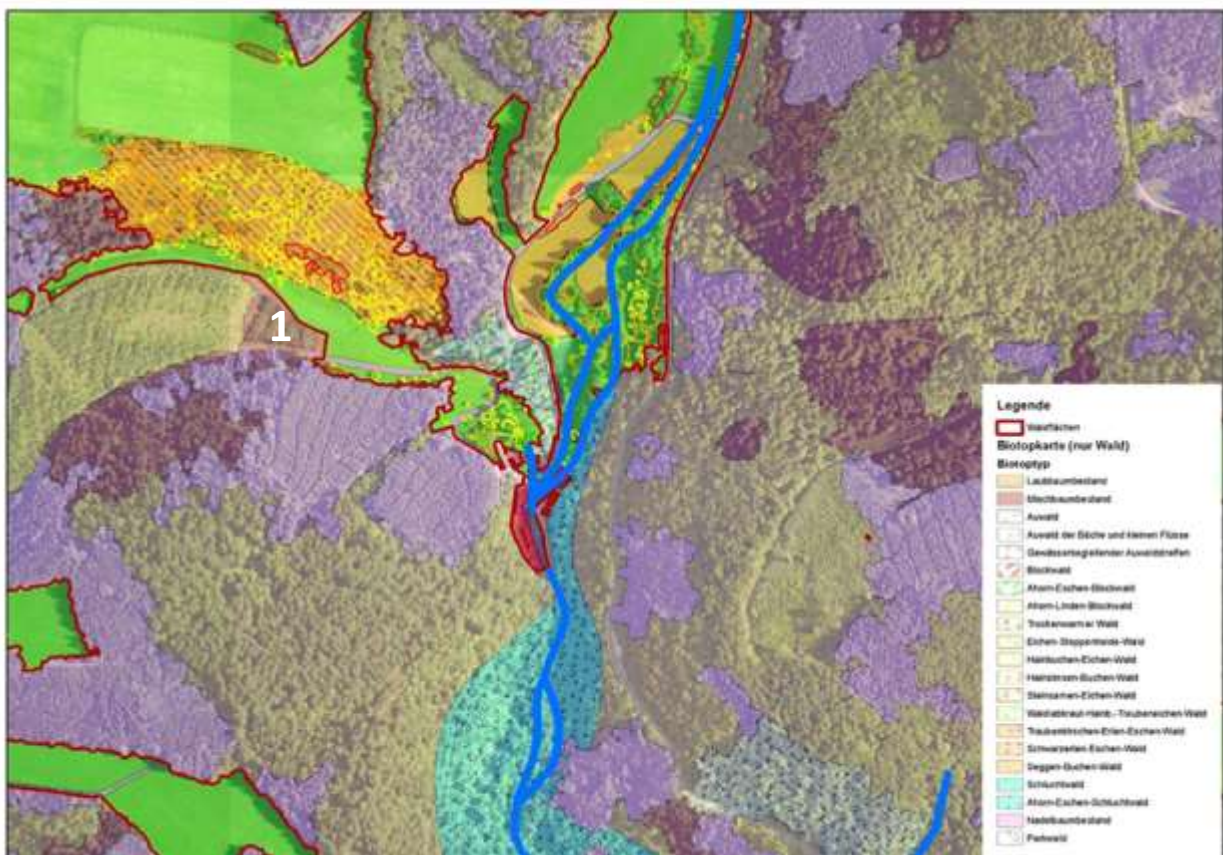 1
Legende
Waldflächen
Biotopkarte (nur Wald)
Biotoptyp
Laubbaumbestand
Mischbaumbestand
Auwald
Auwald der Bäche und kleinen Flüsse
Gewässerbegleitender Auwaldstreifen
Blockwald
Ahorn-Eschen-Blockwald
Ahorn-Linden-Blockwald
Trockenwarmer Wald
Eichen-Steppenheide-Wald
Hainbuchen-Eichen-Wald
Hainsimsen-Buchen-Wald
Steinsamen-Eichen-Wald
Waldlabkraut-Hainb.-Traubeneichen-Wald
Traubenkirschen-Erlen-Eschen-Wald
Schwarzerlen-Eschen-Wald
Seggen-Buchen-Wald
Schluchtwald
Ahorn-Eschen-Schluchtwald
Nadelbaumbestand
Parkwald